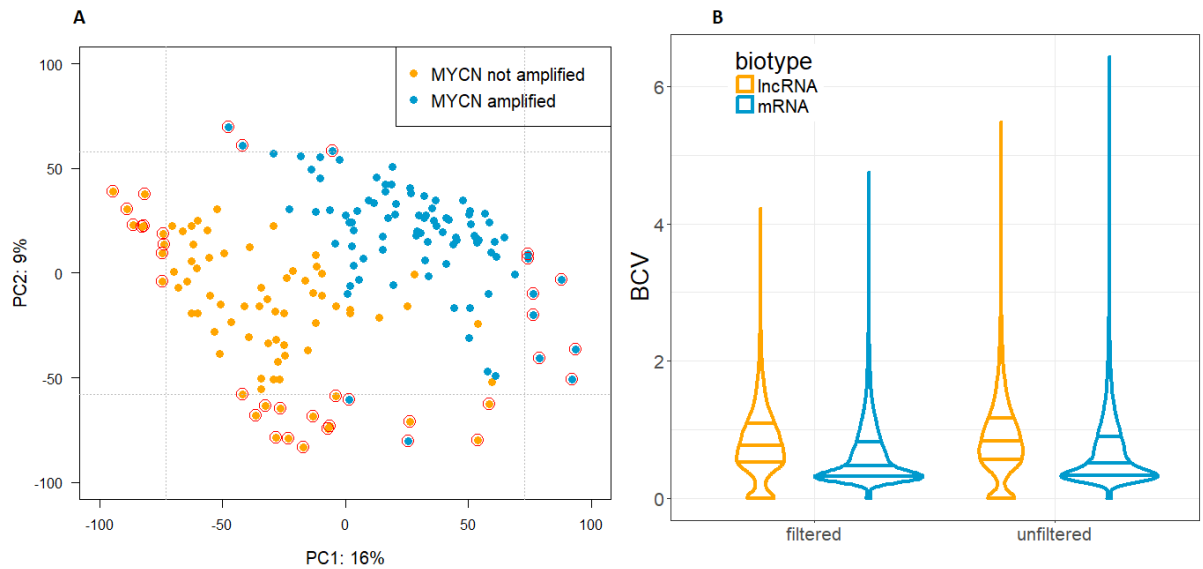 A
MYCN not amplified
MYCN amplified
100
50
0
-50
-100
PC2: 9%
-100
-50
0
50
100
PC1: 16%
B
biotype
lncRNA
mRNA
6
4
2
0
BCV
filtered
unfiltered